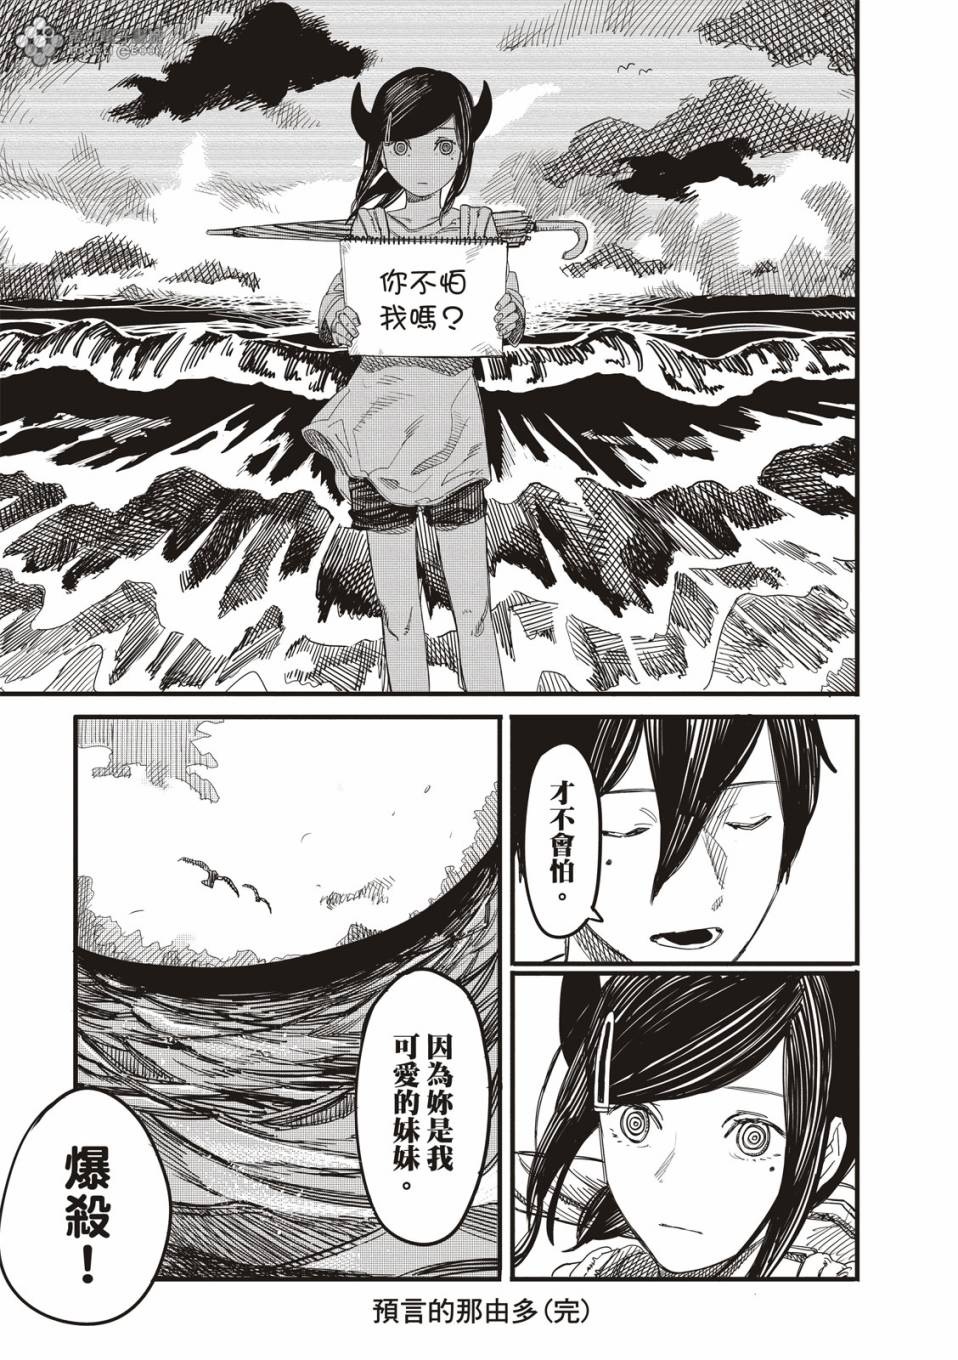 你不怕
我嗎？
才不會怕。
因為妳是我
可愛的妹妹。
爆殺！
預言的那由多（完）